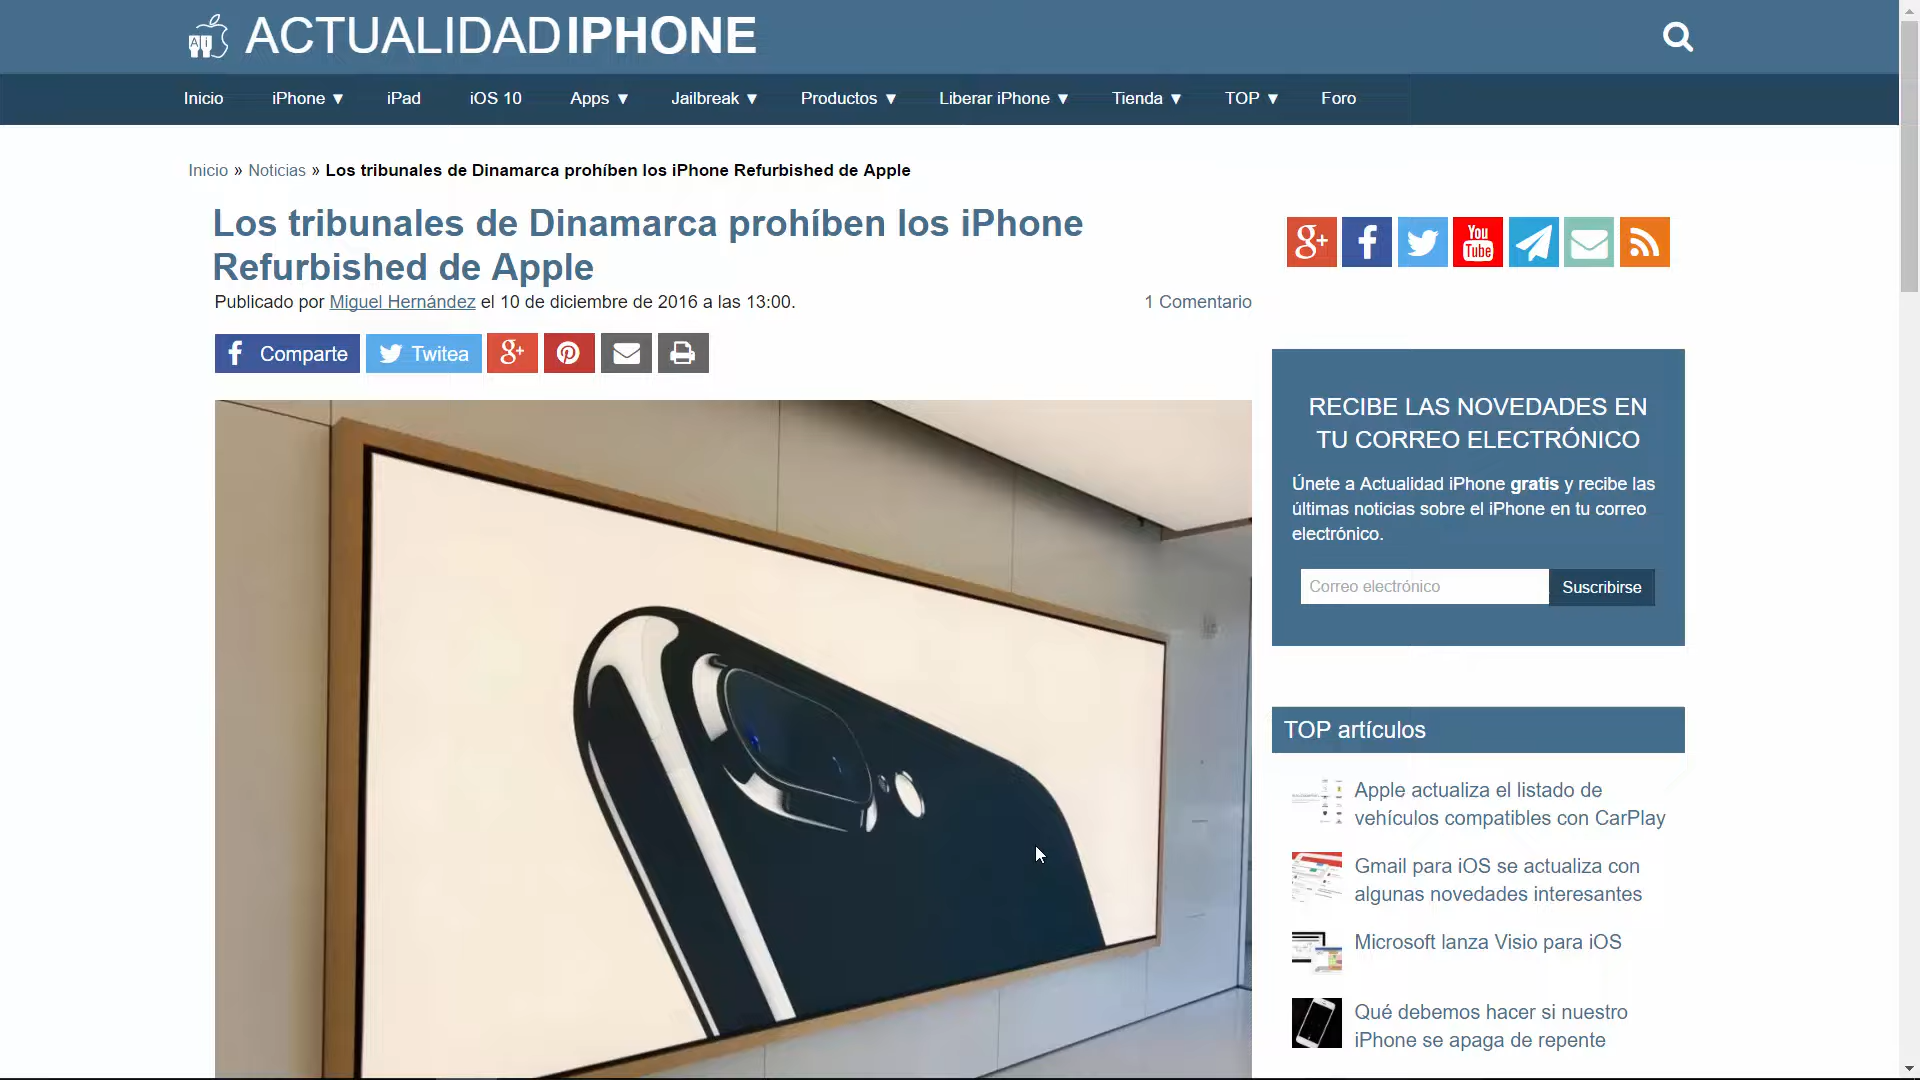 ACTUALIDADIPHONE
Inicio iPhone ▼ iPad iOS 10 Apps ▼ Jailbreak ▼ Productos ▼ Liberar iPhone ▼ Tienda ▼ TOP ▼ Foro
Inicio » Noticias » Los tribunales de Dinamarca prohíben los iPhone Refurbished de Apple
Los tribunales de Dinamarca prohíben los iPhone
Refurbished de Apple
Publicado por Miguel Hernández el 10 de diciembre de 2016 a las 13:00.
1 Comentario
Comparte Twitea g+
g+ f You Tube
RECIBE LAS NOVEDADES EN
TU CORREO ELECTRÓNICO
Únete a Actualidad iPhone gratis y recibe las
últimas noticias sobre el iPhone en tu correo
electrónico.
Correo electrónico Suscribirse
TOP artículos
Apple actualiza el listado de
vehículos compatibles con CarPlay
Gmail para iOS se actualiza con
algunas novedades interesantes
Microsoft lanza Visio para iOS
Qué debemos hacer si nuestro
iPhone se apaga de repente